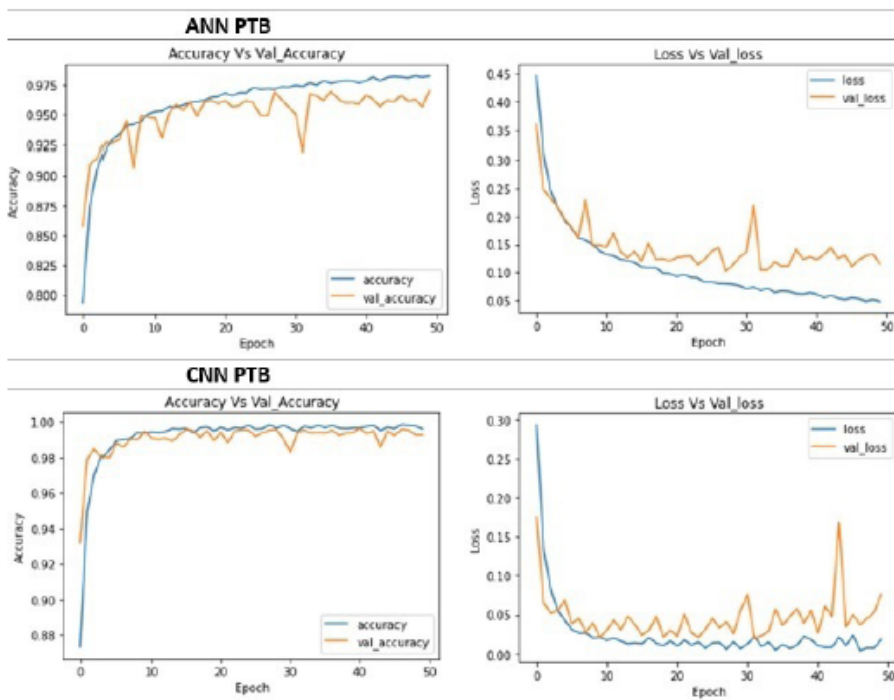 ANN PTB
Accuracy Vs Val_Accuracy
Accuracy
0.975
0.950
0.925
0.900
0.875
0.850
0.825
0.800
accuracy
val_accuracy
0 10 20 30 40 50
Epoch
Loss Vs Val_loss
Loss
0.45
0.40
0.35
0.30
0.25
0.20
0.15
0.10
0.05
loss
val_loss
0 10 20 30 40 50
Epoch
CNN PTB
Accuracy Vs Val_Accuracy
Accuracy
1.00
0.98
0.96
0.94
0.92
0.90
0.88
accuracy
val_accuracy
0 10 20 30 40 50
Epoch
Loss Vs Val_loss
Loss
0.30
0.25
0.20
0.15
0.10
0.05
0.00
loss
val_loss
0 10 20 30 40 50
Epoch